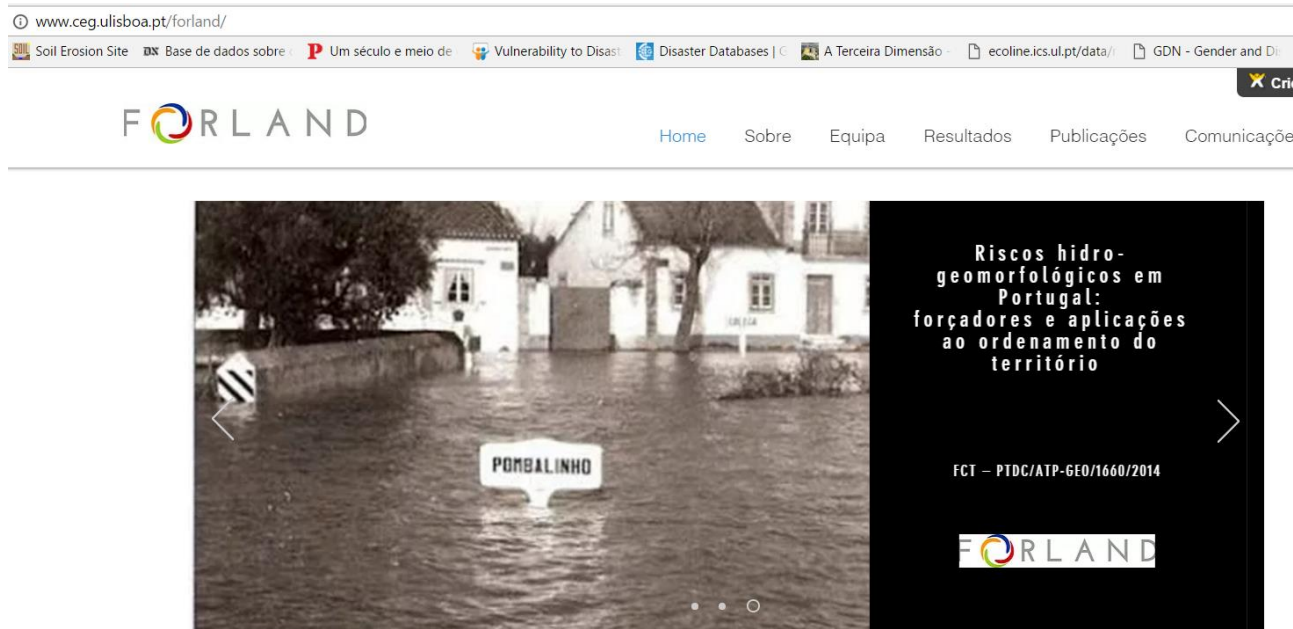 www.ceg.ulisboa.pt/forland/
Soil Erosion Site DX Base de dados sobre P Um século e meio de Vulnerability to Disast Disaster Databases | G A Terceira Dimensão - ecoline.ics.ul.pt/data/ GDN - Gender and Di
Crie
FORLAND
Home Sobre Equipa Resultados Publicações Comunicaçõe
Riscos hidro-
geomorfológicos em
Portugal:
forçadores e aplicações
ao ordenamento do
território
POMBALINHO
FCT – PTDC/ATP-GEO/1660/2014
FORLAND